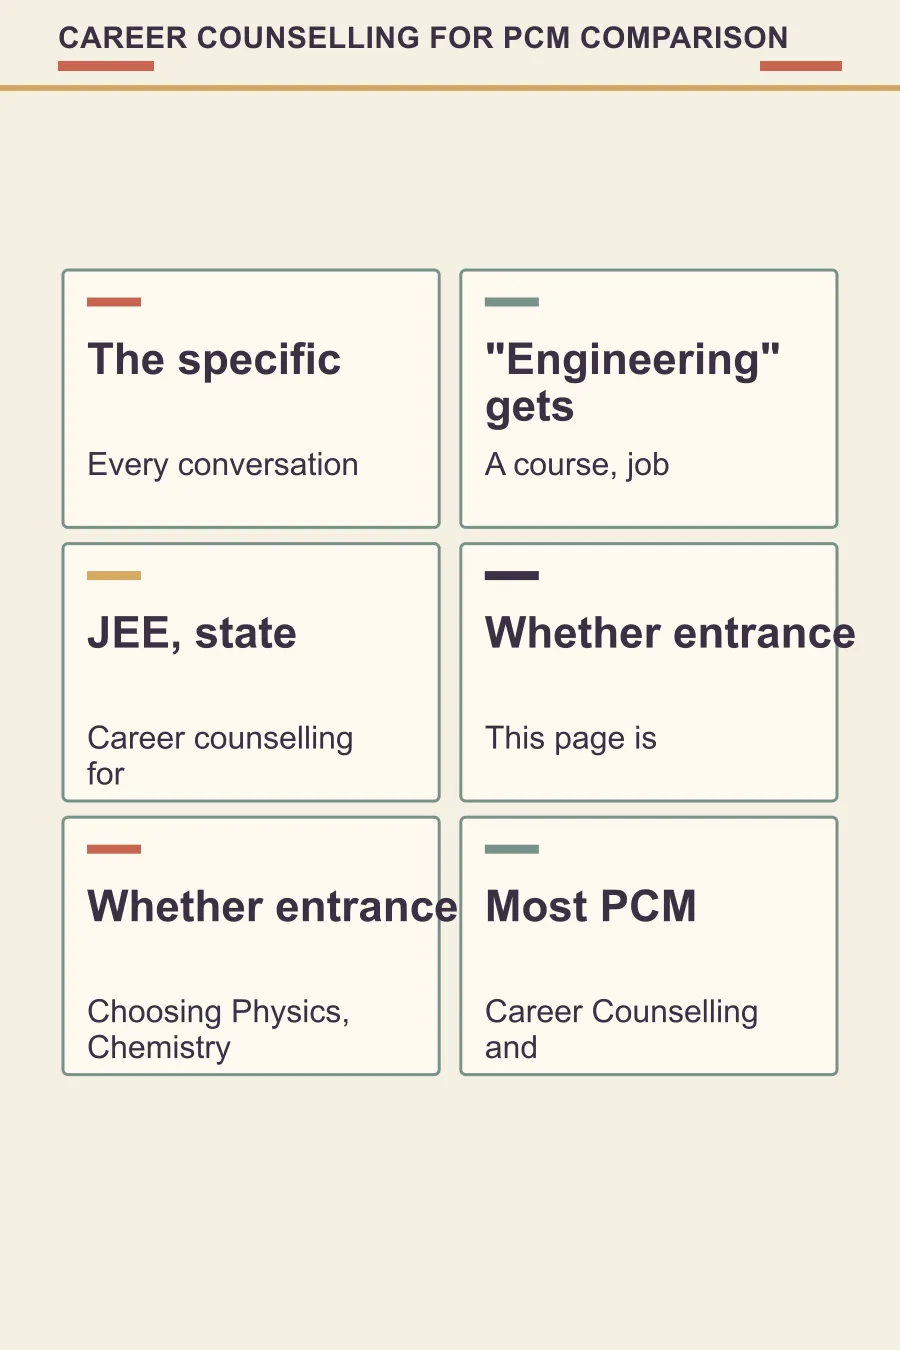 CAREER COUNSELLING FOR PCM COMPARISON
The specific
Every conversation
"Engineering"
gets
A course, job
JEE, state
Career counselling
for
Whether entrance
This page is
Whether entrance
Choosing Physics,
Chemistry
Most PCM
Career Counselling
and